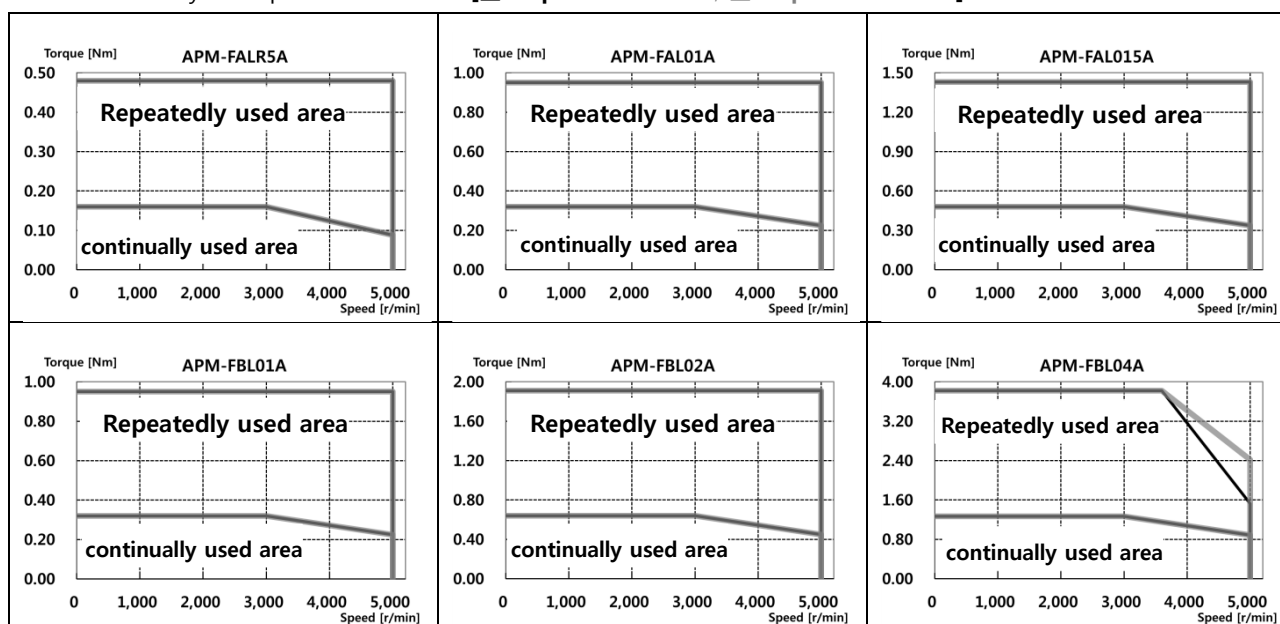 Torque [Nm] APM-FALR5A
0.50
0.40
Repeatedly used area
0.30
0.20
0.10
continually used area
0.00
0 1,000 2,000 3,000 4,000 5,000
Speed [r/min]
Torque [Nm] APM-FAL01A
1.00
0.80
Repeatedly used area
0.60
0.40
0.20
continually used area
0.00
0 1,000 2,000 3,000 4,000 5,000
Speed [r/min]
Torque [Nm] APM-FAL015A
1.50
1.20
Repeatedly used area
0.90
0.60
0.30
continually used area
0.00
0 1,000 2,000 3,000 4,000 5,000
Speed [r/min]
Torque [Nm] APM-FBL01A
1.00
0.80
Repeatedly used area
0.60
0.40
0.20
continually used area
0.00
0 1,000 2,000 3,000 4,000 5,000
Speed [r/min]
Torque [Nm] APM-FBL02A
2.00
1.60
Repeatedly used area
1.20
0.80
0.40
continually used area
0.00
0 1,000 2,000 3,000 4,000 5,000
Speed [r/min]
Torque [Nm] APM-FBL04A
4.00
3.20
Repeatedly used area
2.40
1.60
0.80
continually used area
0.00
0 1,000 2,000 3,000 4,000 5,000
Speed [r/min]